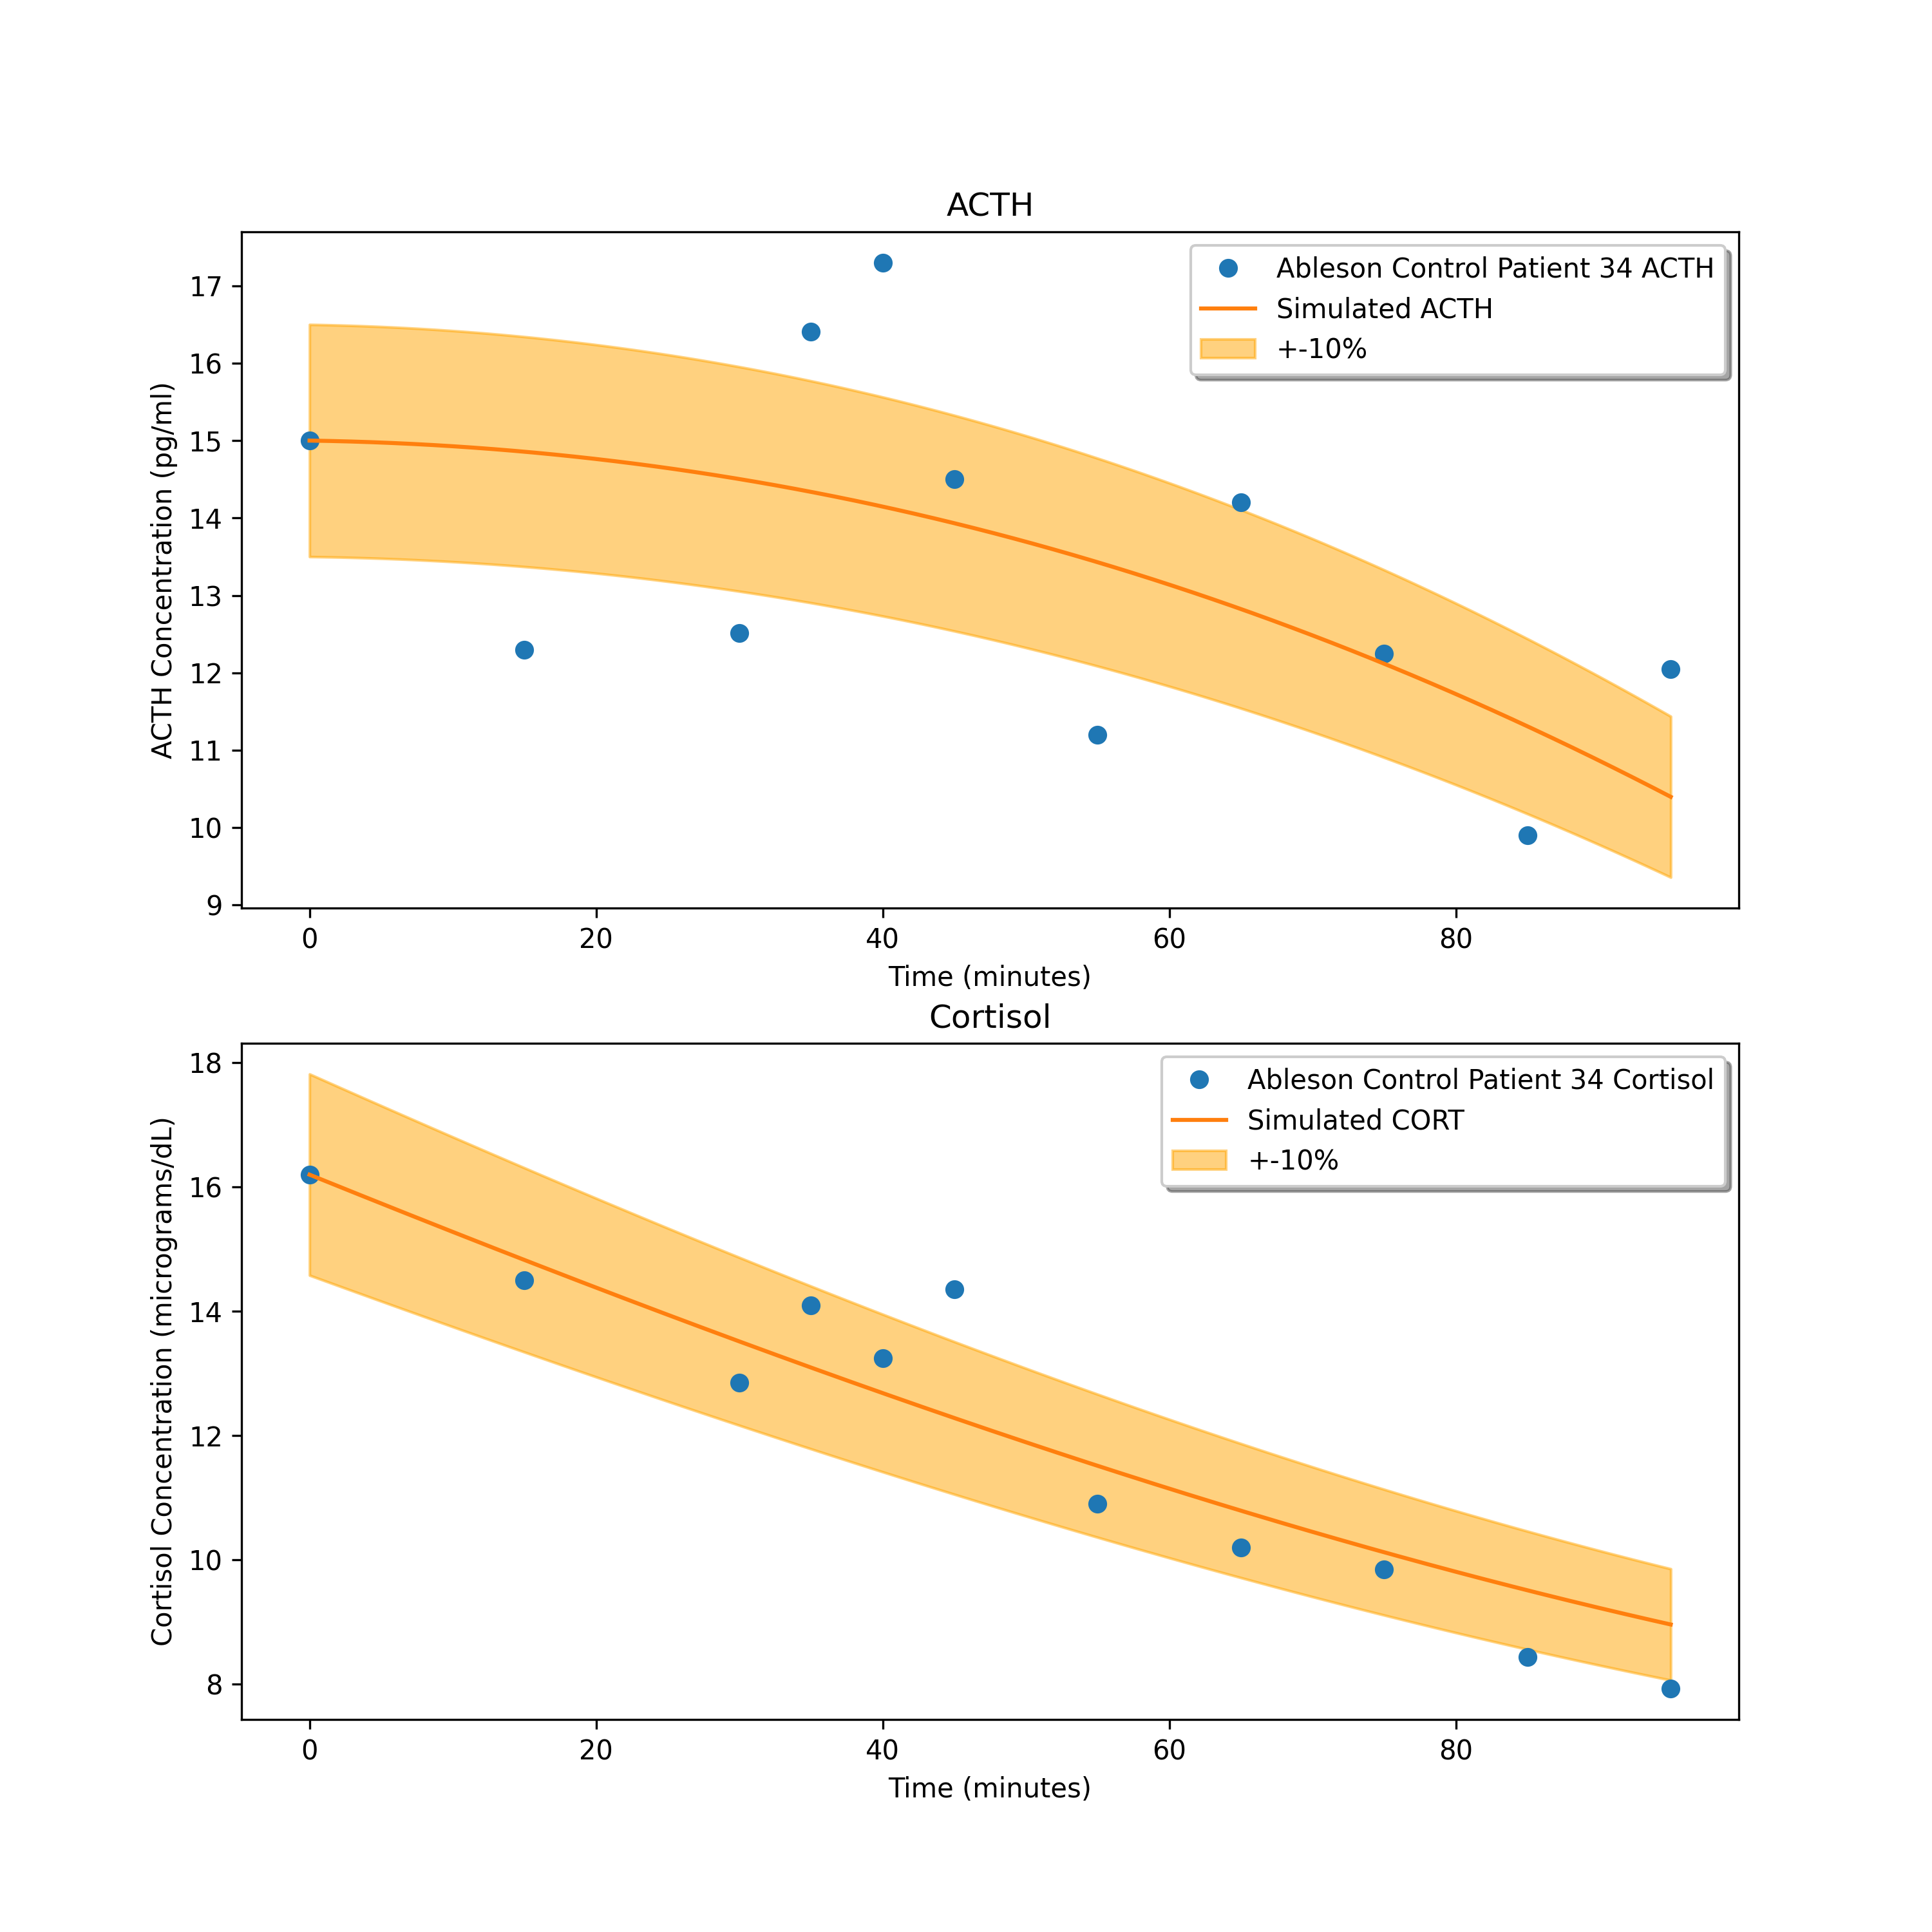 ACTH
17
16
15
14
13
12
11
10
9
ACTH Concentration (pg/ml)
Ableson Control Patient 34 ACTH
Simulated ACTH
+-10%
0 20 40 60 80
Time (minutes)
Cortisol
18
16
14
12
10
8
Cortisol Concentration (micrograms/dL)
Ableson Control Patient 34 Cortisol
Simulated CORT
+-10%
0 20 40 60 80
Time (minutes)